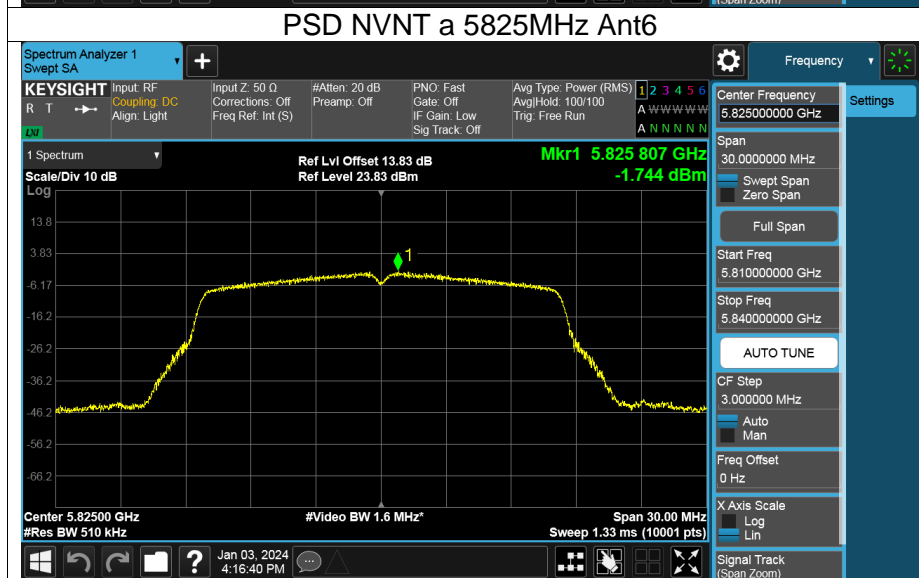 (Span Zoom)
PSD NVNT a 5825MHz Ant6
Spectrum Analyzer 1
Swept SA
+
Frequency
KEYSIGHT
R T
LXI
Input: RF
Coupling: DC
Align: Light
Input Z: 50 Ω
Corrections: Off
Freq Ref: Int (S)
#Atten: 20 dB
Preamp: Off
PNO: Fast
Gate: Off
IF Gain: Low
Sig Track: Off
Avg Type: Power (RMS)
Avg|Hold: 100/100
Trig: Free Run
1 2 3 4 5 6
A W W W W W
A N N N N N
1 Spectrum
Scale/Div 10 dB
Log
Ref Lvl Offset 13.83 dB
Ref Level 23.83 dBm
Mkr1 5.825 807 GHz
-1.744 dBm
1
13.8
3.83
-6.17
-16.2
-26.2
-36.2
-46.2
-56.2
-66.2
Center 5.82500 GHz
#Res BW 510 kHz
#Video BW 1.6 MHz*
Span 30.00 MHz
Sweep 1.33 ms (10001 pts)
Center Frequency
5.825000000 GHz
Settings
Span
30.0000000 MHz
Swept Span
Zero Span
Full Span
Start Freq
5.810000000 GHz
Stop Freq
5.840000000 GHz
AUTO TUNE
CF Step
3.000000 MHz
Auto
Man
Freq Offset
0 Hz
X Axis Scale
Log
Lin
Signal Track
(Span Zoom)
?
Jan 03, 2024
4:16:40 PM